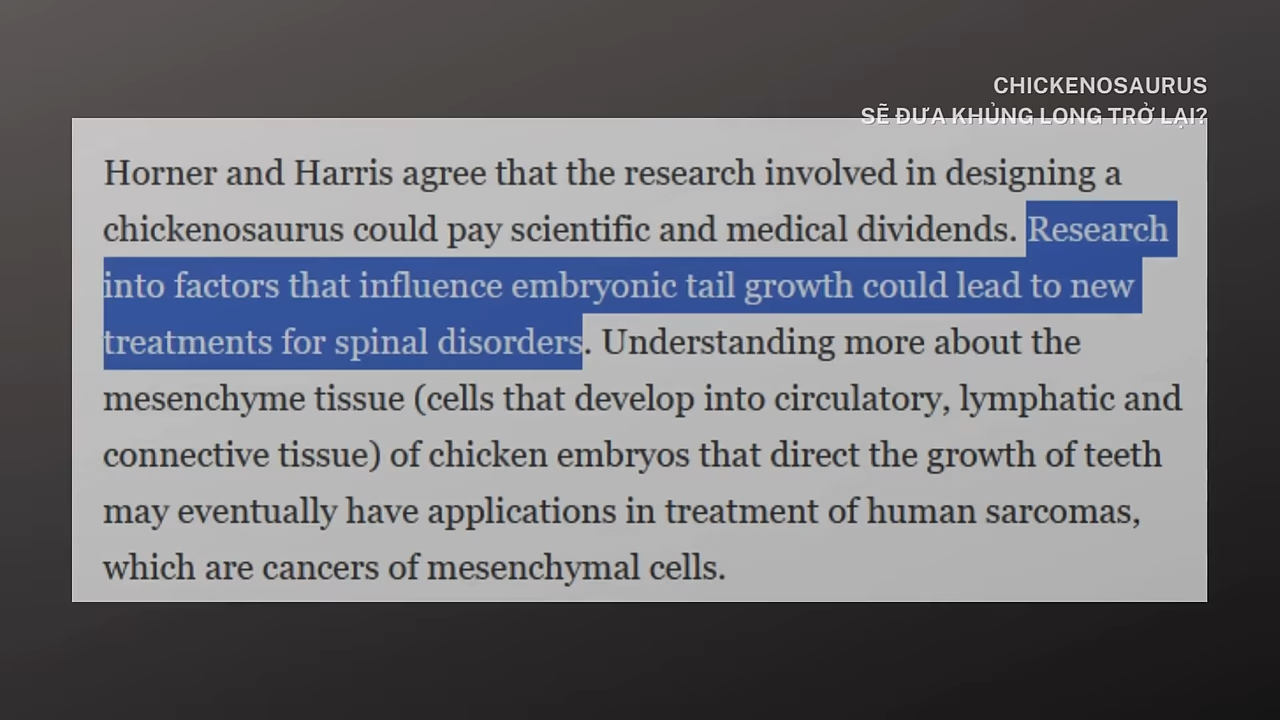 CHICKENOSAURUS
SẼ ĐƯA KHỦNG LONG TRỞ LẠI?
Horner and Harris agree that the research involved in designing a
chickenosaurus could pay scientific and medical dividends. Research
into factors that influence embryonic tail growth could lead to new
treatments for spinal disorders. Understanding more about the
mesenchyme tissue (cells that develop into circulatory, lymphatic and
connective tissue) of chicken embryos that direct the growth of teeth
may eventually have applications in treatment of human sarcomas,
which are cancers of mesenchymal cells.